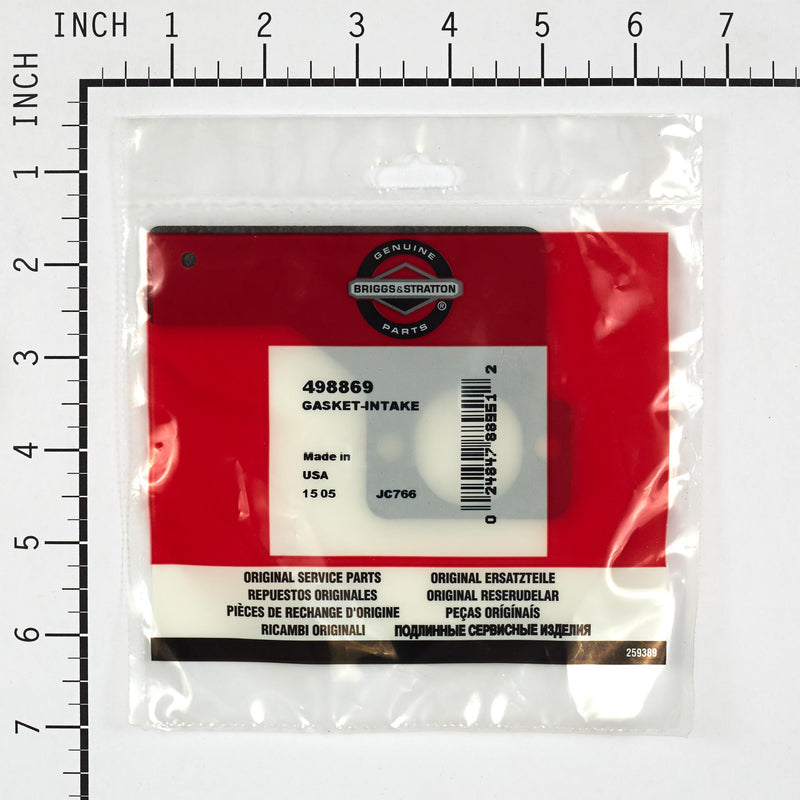 INCH 1 2 3 4 5 6 7
INCH
1
2
3
4
5
6
7
GENUINE
BRIGGS & STRATTON
®
PARTS
498869
GASKET-INTAKE
Made in
USA
15 05 JC766
0 24847 88951 2
ORIGINAL SERVICE PARTS ORIGINAL ERSATZTEILE
REPUESTOS ORIGINALES ORIGINAL RESERUDELAR
PIÈCES DE RECHANGE D'ORIGINE PEÇAS ORÍGÍNAÍS
RICAMBI ORIGINALI ПОДЛИННЫЕ СЕРВИСНЫЕ ИЗДЕЛИЯ
259389